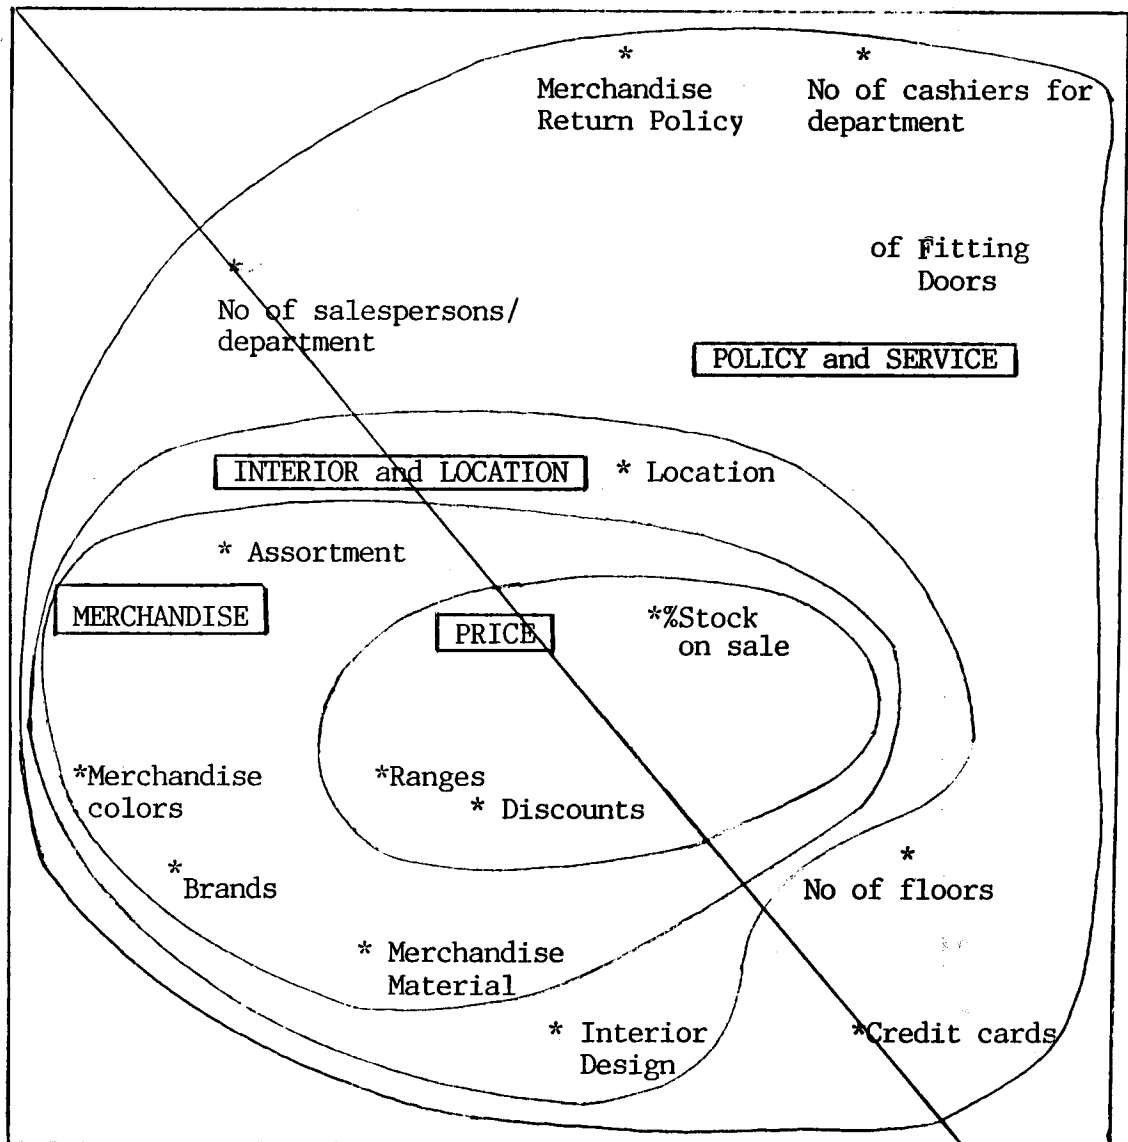 *
*
Merchandise
Return Policy
No of cashiers for
department
of Fitting
Doors
*
No of salespersons/
department
POLICY and SERVICE
INTERIOR and LOCATION
* Location
* Assortment
MERCHANDISE
PRICE
*%Stock
on sale
*Merchandise
colors
*Ranges
* Discounts
*
Brands
*
No of floors
* Merchandise
Material
* Interior
Design
*Credit cards